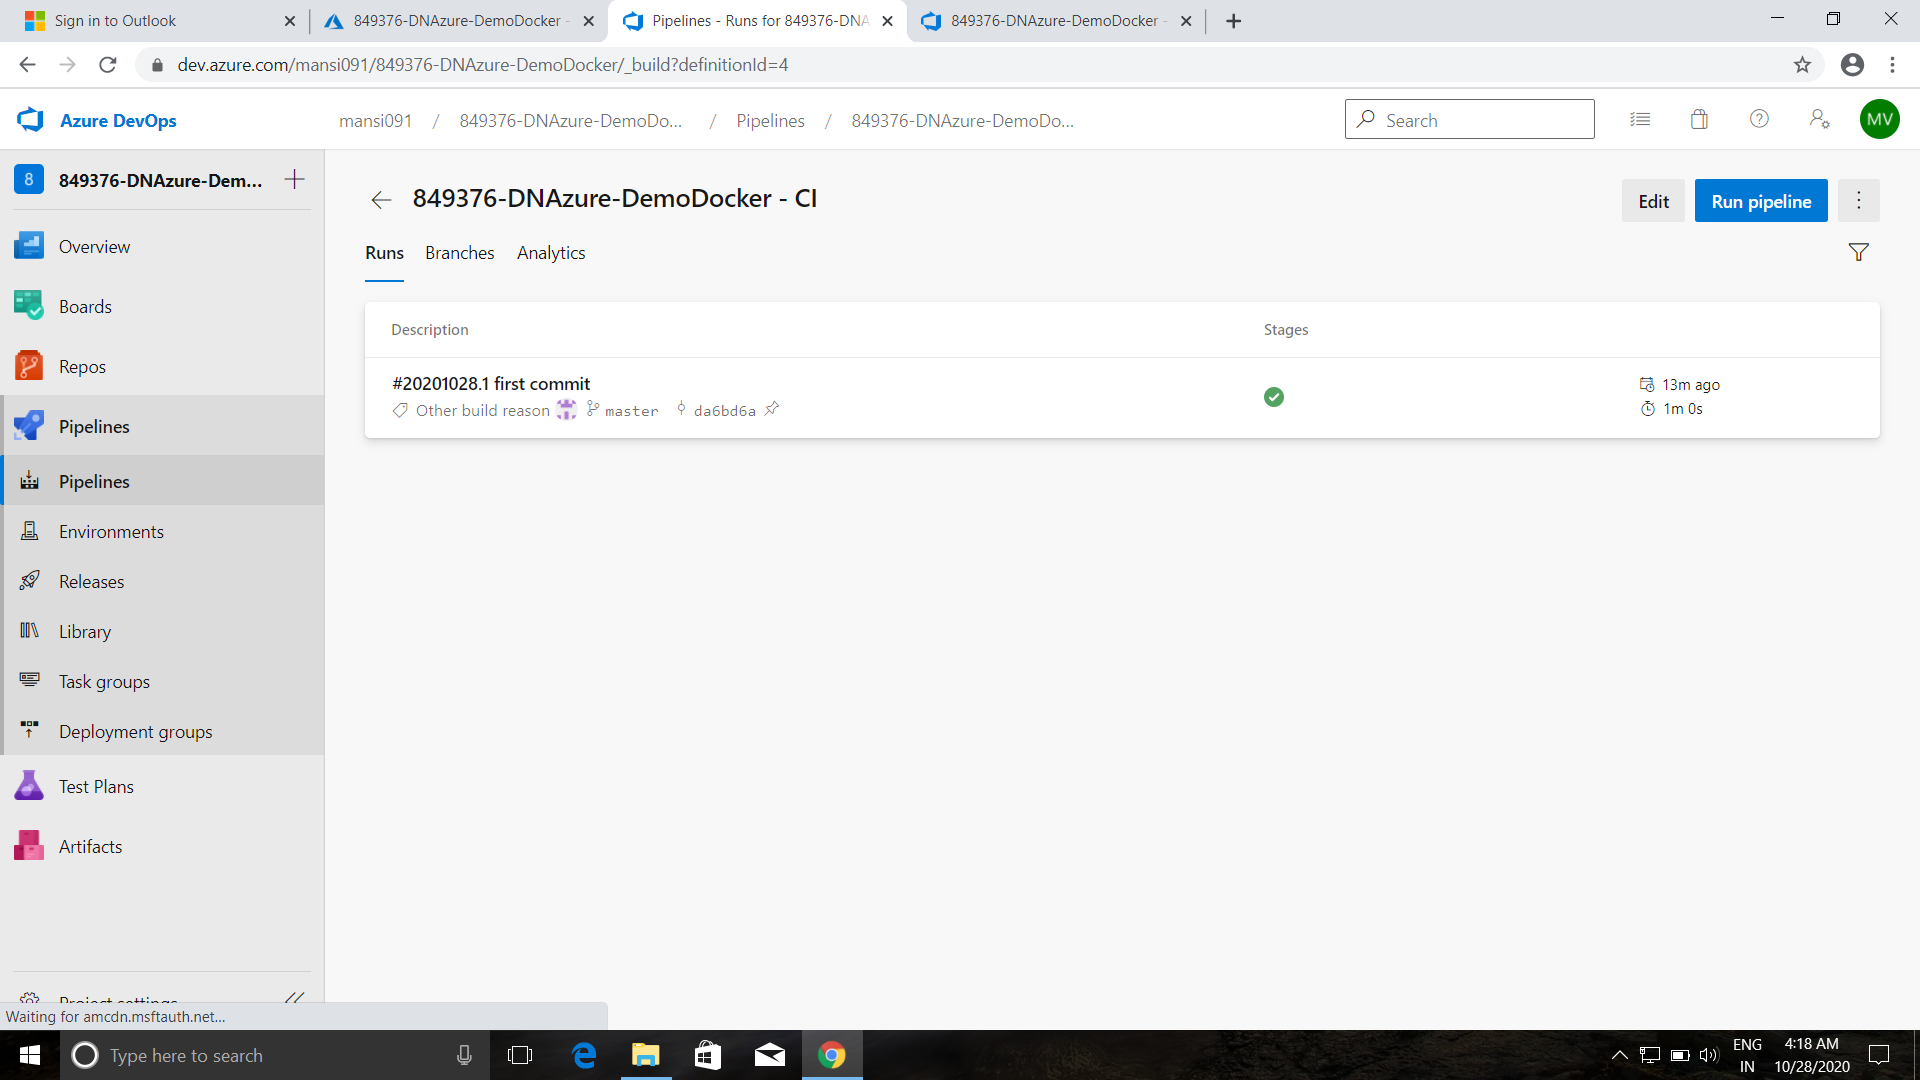 Sign in to Outlook
849376-DNAzure-DemoDocker -
Pipelines - Runs for 849376-DNA
849376-DNAzure-DemoDocker -
dev.azure.com/mansi091/849376-DNAzure-DemoDocker/_build?definitionId=4
Azure DevOps
mansi091 / 849376-DNAzure-DemoDo... / Pipelines / 849376-DNAzure-DemoDo...
Search
MV
8 849376-DNAzure-Dem...
Overview
Boards
Repos
Pipelines
Pipelines
Environments
Releases
Library
Task groups
Deployment groups
Test Plans
Artifacts
Project settings
849376-DNAzure-DemoDocker - CI
Edit
Run pipeline
Runs Branches Analytics
Description Stages
#20201028.1 first commit
Other build reason master da6bd6a
13m ago
1m 0s
Waiting for amcdn.msftauth.net...
Type here to search
ENG
IN
4:18 AM
10/28/2020